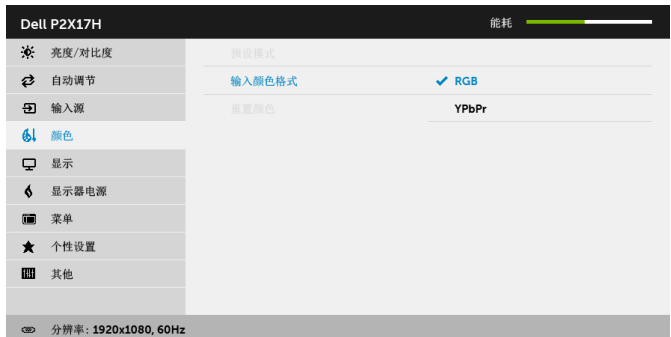 Dell P2X17H
能耗
亮度/对比度
预设模式
自动调节
输入颜色格式
RGB
输入源
重置颜色
YPbPr
颜色
显示
显示器电源
菜单
个性设置
其他
分辨率: 1920x1080, 60Hz